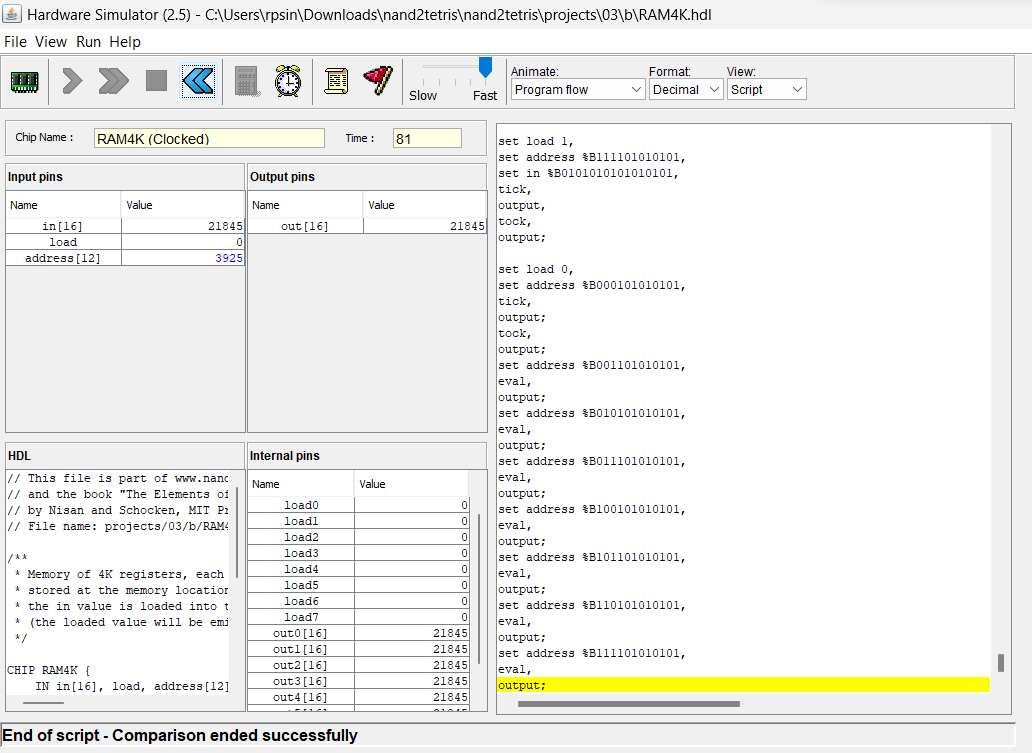 Hardware Simulator (2.5) - C:\Users\rpsin\Downloads\nand2tetris\nand2tetris\projects\03\b\RAM4K.hdl
File View Run Help
Slow Fast
Animate: Format: View:
Program flow Decimal Script
Chip Name : RAM4K (Clocked) Time : 81
Input pins
Name Value
in[16] 21845
load 0
address[12] 3925
Output pins
Name Value
out[16] 21845
HDL
// This file is part of www.nand
// and the book "The Elements of
// by Nisan and Schocken, MIT Pr
// File name: projects/03/b/RAM4
/**
* Memory of 4K registers, each
* stored at the memory location
* the in value is loaded into t
* (the loaded value will be emi
*/
CHIP RAM4K {
IN in[16], load, address[12]
Internal pins
Name Value
load0 0
load1 0
load2 0
load3 0
load4 0
load5 0
load6 0
load7 0
out0[16] 21845
out1[16] 21845
out2[16] 21845
out3[16] 21845
out4[16] 21845
set load 1,
set address %B111101010101,
set in %B0101010101010101,
tick,
output,
tock,
output;
set load 0,
set address %B000101010101,
tick,
output;
tock,
output;
set address %B001101010101,
eval,
output;
set address %B010101010101,
eval,
output;
set address %B011101010101,
eval,
output;
set address %B100101010101,
eval,
output;
set address %B101101010101,
eval,
output;
set address %B110101010101,
eval,
output;
set address %B111101010101,
eval,
output;
End of script - Comparison ended successfully